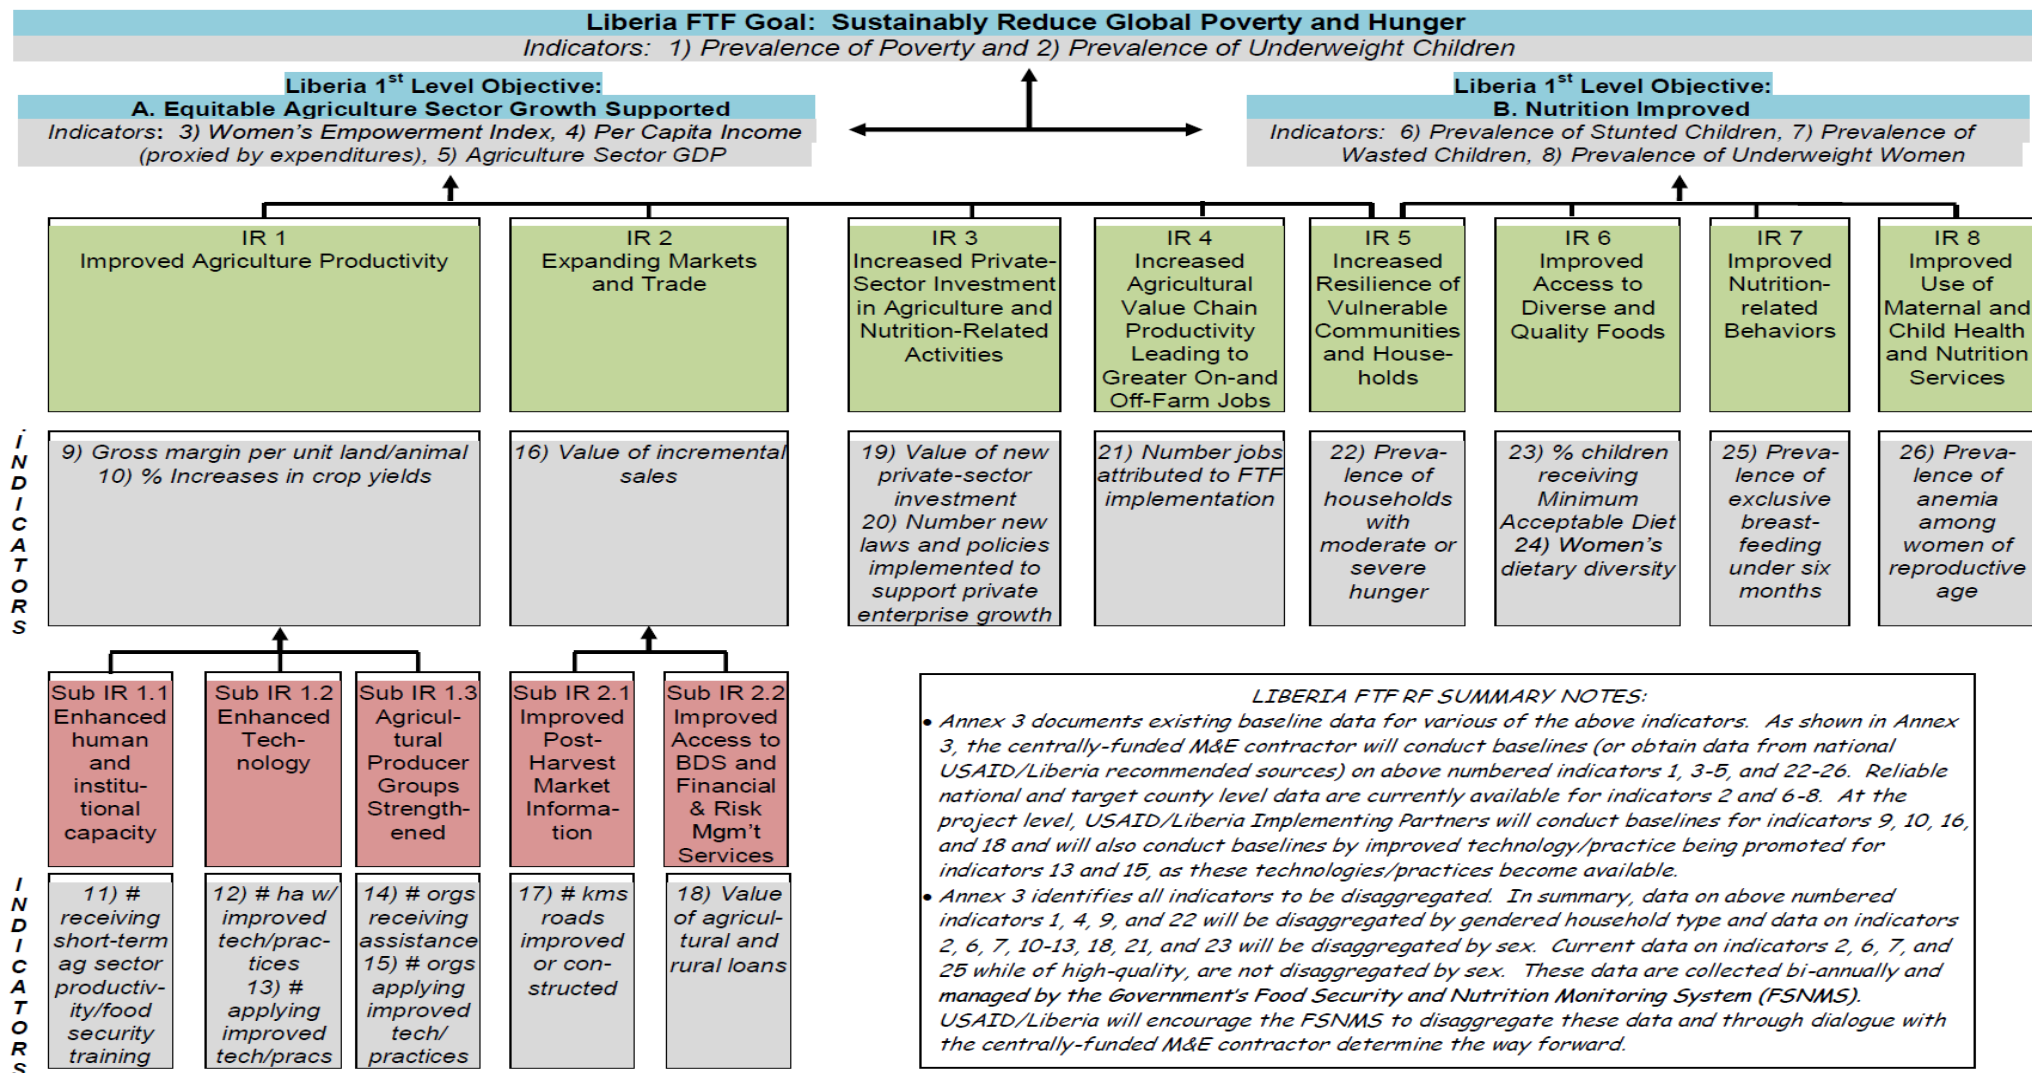 Liberia FTF Goal: Sustainably Reduce Global Poverty and Hunger
Indicators: 1) Prevalence of Poverty and 2) Prevalence of Underweight Children
Liberia 1st Level Objective:
A. Equitable Agriculture Sector Growth Supported
Indicators: 3) Women's Empowerment Index, 4) Per Capita Income
(proxied by expenditures), 5) Agriculture Sector GDP
Liberia 1st Level Objective:
B. Nutrition Improved
Indicators: 6) Prevalence of Stunted Children, 7) Prevalence of
Wasted Children, 8) Prevalence of Underweight Women
IR 1
Improved Agriculture Productivity
IR 2
Expanding Markets
and Trade
IR 3
Increased Private-
Sector Investment
in Agriculture and
Nutrition-Related
Activities
IR 4
Increased
Agricultural
Value Chain
Productivity
Leading to
Greater On-and
Off-Farm Jobs
IR 5
Increased
Resilience of
Vulnerable
Communities
and House-
holds
IR 6
Improved
Access to
Diverse and
Quality Foods
IR 7
Improved
Nutrition-
related
Behaviors
IR 8
Improved
Use of
Maternal and
Child Health
and Nutrition
Services
INDICATORS
9) Gross margin per unit land/animal
10) % Increases in crop yields
16) Value of incremental
sales
19) Value of new
private-sector
investment
20) Number new
laws and policies
implemented to
support private
enterprise growth
21) Number jobs
attributed to FTF
implementation
22) Preva-
lence of
households
with
moderate or
severe
hunger
23) % children
receiving
Minimum
Acceptable Diet
24) Women's
dietary diversity
25) Preva-
lence of
exclusive
breast-
feeding
under six
months
26) Preva-
lence of
anemia
among
women of
reproductive
age
Sub IR 1.1
Enhanced
human
and
institu-
tional
capacity
Sub IR 1.2
Enhanced
Tech-
nology
Sub IR 1.3
Agricul-
tural
Producer
Groups
Strength-
ened
Sub IR 2.1
Improved
Post-
Harvest
Market
Informa-
tion
Sub IR 2.2
Improved
Access to
BDS and
Financial
& Risk
Mgm't
Services
INDICATORS
11) #
receiving
short-term
ag sector
productiv-
ity/food
security
training
12) # ha w/
improved
tech/prac-
tices
13) #
applying
improved
tech/pracs
14) # orgs
receiving
assistance
15) # orgs
applying
improved
tech/
practices
17) # kms
roads
improved
or con-
structed
18) Value
of agricul-
tural and
rural loans
LIBERIA FTF RF SUMMARY NOTES:
• Annex 3 documents existing baseline data for various of the above indicators. As shown in Annex
3, the centrally-funded M&E contractor will conduct baselines (or obtain data from national
USAID/Liberia recommended sources) on above numbered indicators 1, 3-5, and 22-26. Reliable
national and target county level data are currently available for indicators 2 and 6-8. At the
project level, USAID/Liberia Implementing Partners will conduct baselines for indicators 9, 10, 16,
and 18 and will also conduct baselines by improved technology/practice being promoted for
indicators 13 and 15, as these technologies/practices become available.
• Annex 3 identifies all indicators to be disaggregated. In summary, data on above numbered
indicators 1, 4, 9, and 22 will be disaggregated by gendered household type and data on indicators
2, 6, 7, 10-13, 18, 21, and 23 will be disaggregated by sex. Current data on indicators 2, 6, 7, and
25 while of high-quality, are not disaggregated by sex. These data are collected bi-annually and
managed by the Government's Food Security and Nutrition Monitoring System (FSNMS).
USAID/Liberia will encourage the FSNMS to disaggregate these data and through dialogue with
the centrally-funded M&E contractor determine the way forward.